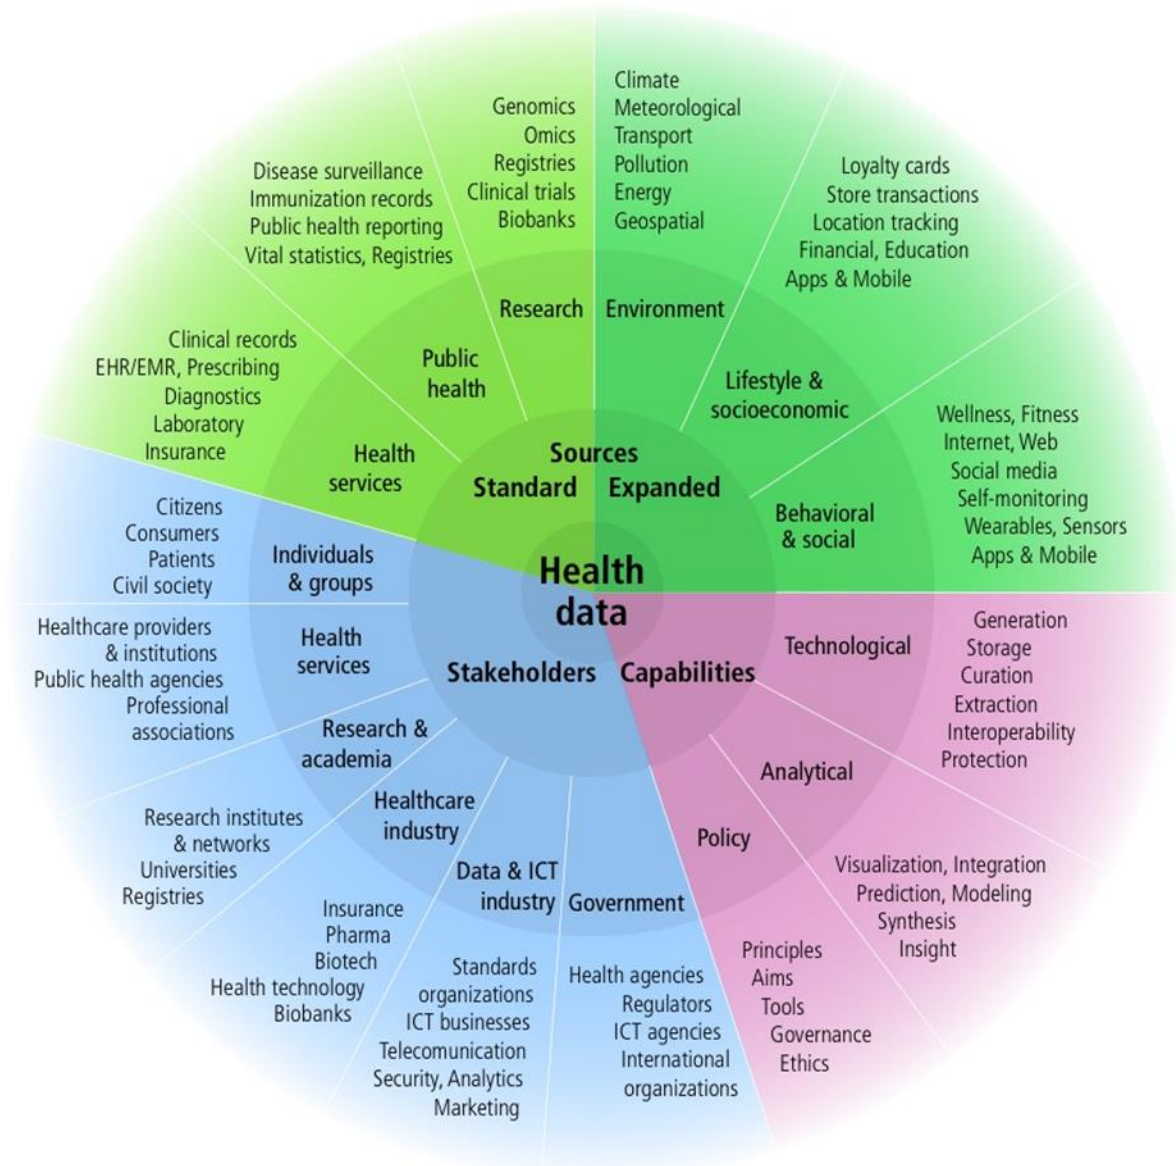 Health
data
Sources
Standard
Expanded
Stakeholders
Capabilities
Research
Genomics
Omics
Registries
Clinical trials
Biobanks
Public
health
Disease surveillance
Immunization records
Public health reporting
Vital statistics, Registries
Health
services
Clinical records
EHR/EMR, Prescribing
Diagnostics
Laboratory
Insurance
Environment
Climate
Meteorological
Transport
Pollution
Energy
Geospatial
Lifestyle &
socioeconomic
Loyalty cards
Store transactions
Location tracking
Financial, Education
Apps & Mobile
Behavioral
& social
Wellness, Fitness
Internet, Web
Social media
Self-monitoring
Wearables, Sensors
Apps & Mobile
Technological
Generation
Storage
Curation
Extraction
Interoperability
Protection
Analytical
Visualization, Integration
Prediction, Modeling
Synthesis
Insight
Policy
Principles
Aims
Tools
Governance
Ethics
Government
Health agencies
Regulators
ICT agencies
International
organizations
Data & ICT
industry
Standards
organizations
ICT businesses
Telecomunication
Security, Analytics
Marketing
Healthcare
industry
Insurance
Pharma
Biotech
Health technology
Biobanks
Research &
academia
Research institutes
& networks
Universities
Registries
Health
services
Healthcare providers
& institutions
Public health agencies
Professional
associations
Individuals
& groups
Citizens
Consumers
Patients
Civil society